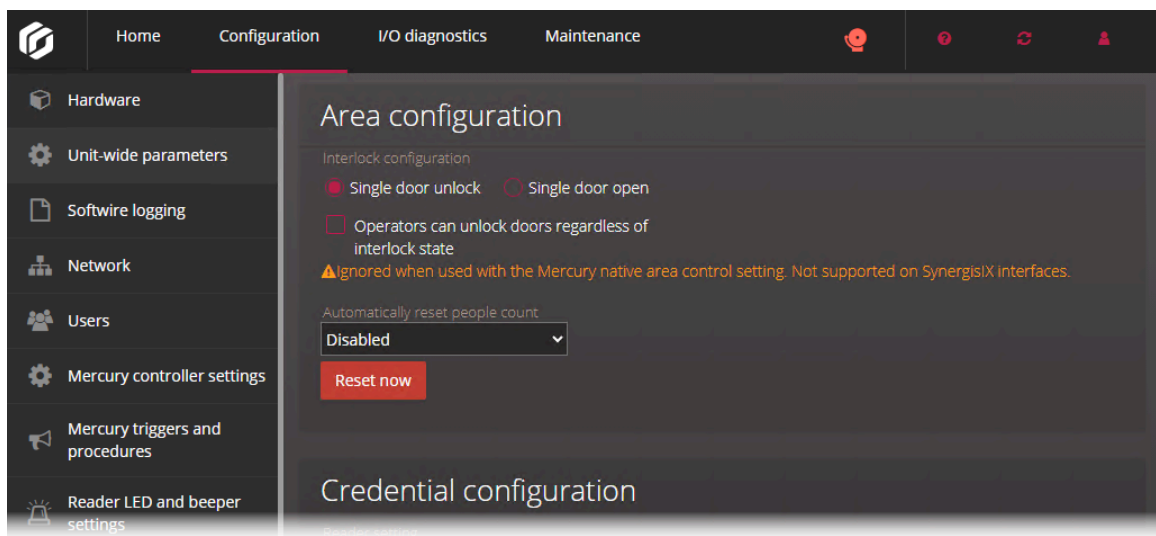 Home
Configuration
I/O diagnostics
Maintenance
Hardware
Unit-wide parameters
Softwire logging
Network
Users
Mercury controller settings
Mercury triggers and
procedures
Reader LED and beeper
settings
Area configuration
Interlock configuration
Single door unlock
Single door open
Operators can unlock doors regardless of
interlock state
Ignored when used with the Mercury native area control setting. Not supported on SynergisIX interfaces.
Automatically reset people count
Disabled
Reset now
Credential configuration
Reader setting